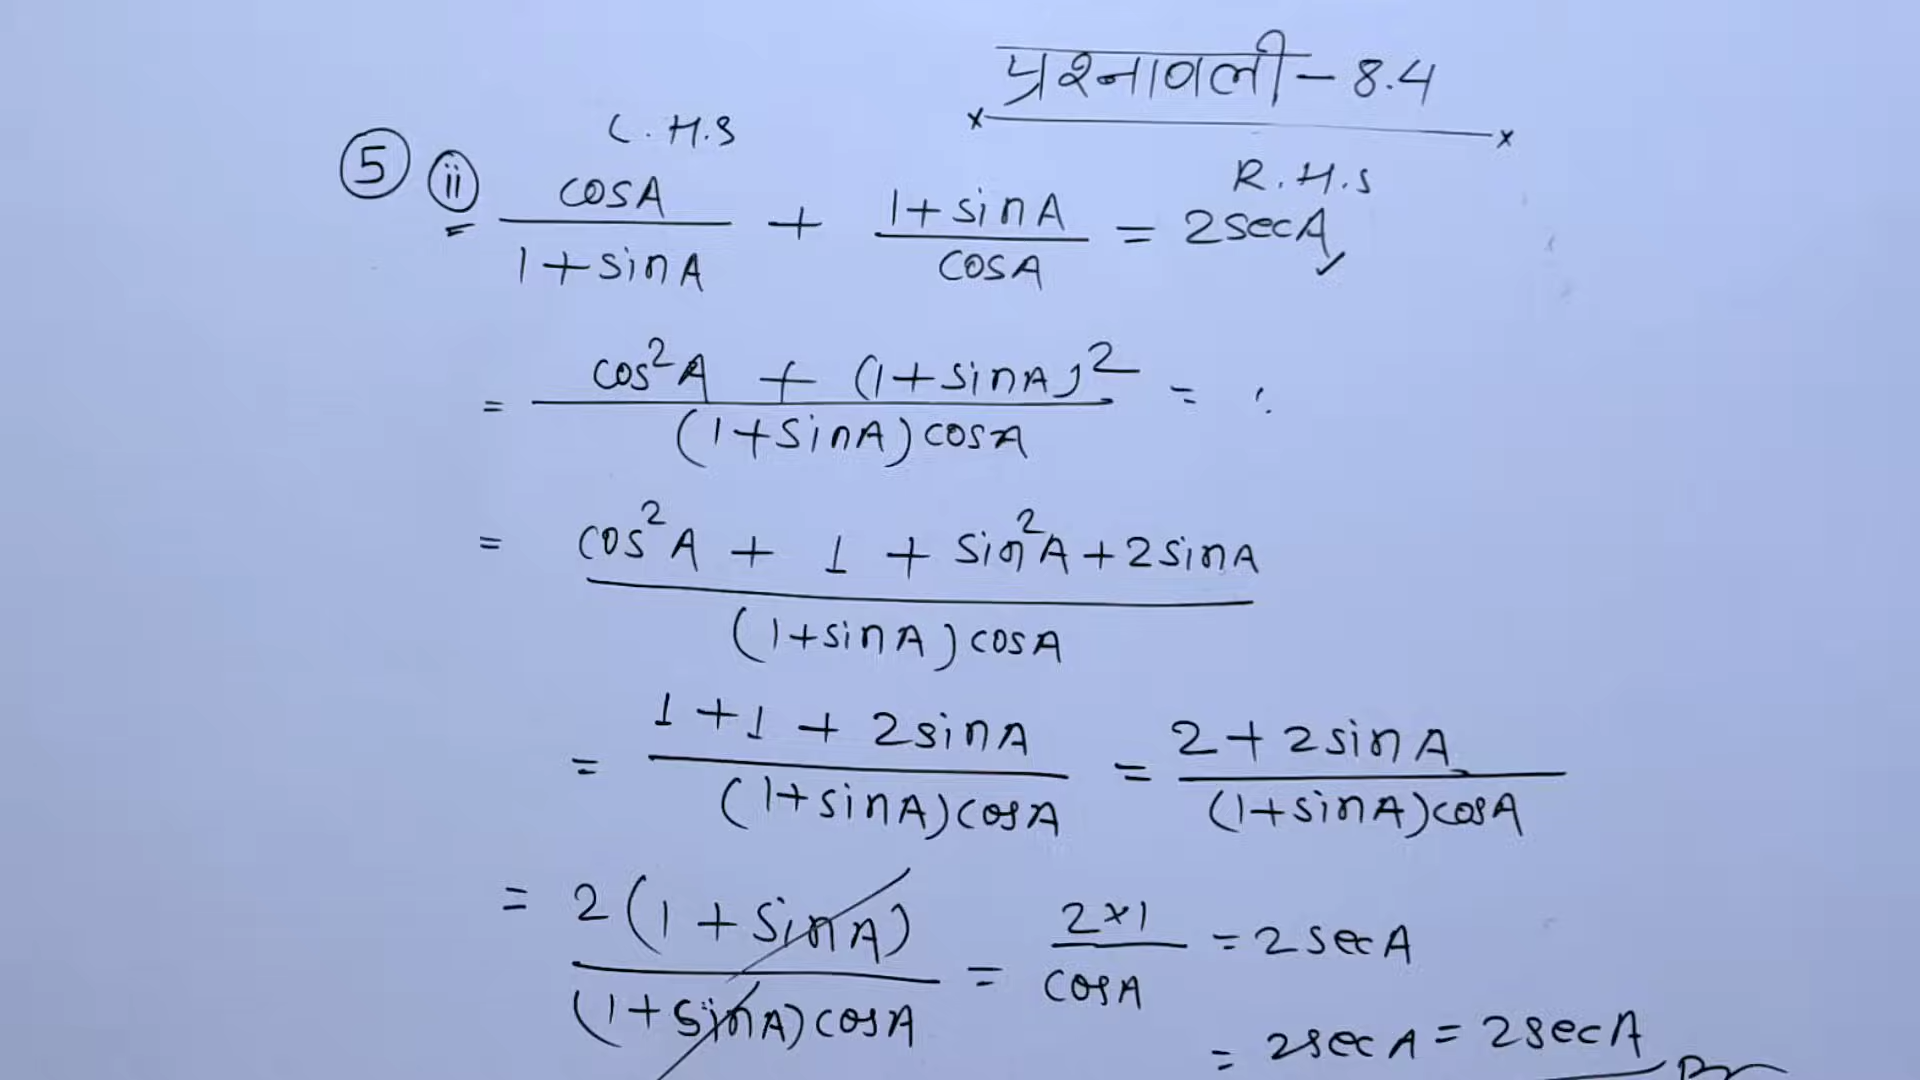 प्रश्नावली - 8.4
L.H.S
R.H.S
5 ii cosA/(1+sinA) + (1+sinA)/cosA = 2secA
= (cos²A + (1+sinA)²)/((1+sinA)cosA) =
= (cos²A + 1 + sin²A + 2sinA)/((1+sinA)cosA)
= (1+1+2sinA)/((1+sinA)cosA) = (2+2sinA)/((1+sinA)cosA)
= 2(1+sinA)/((1+sinA)cosA) = 2×1/cosA = 2secA
= 2secA = 2secA